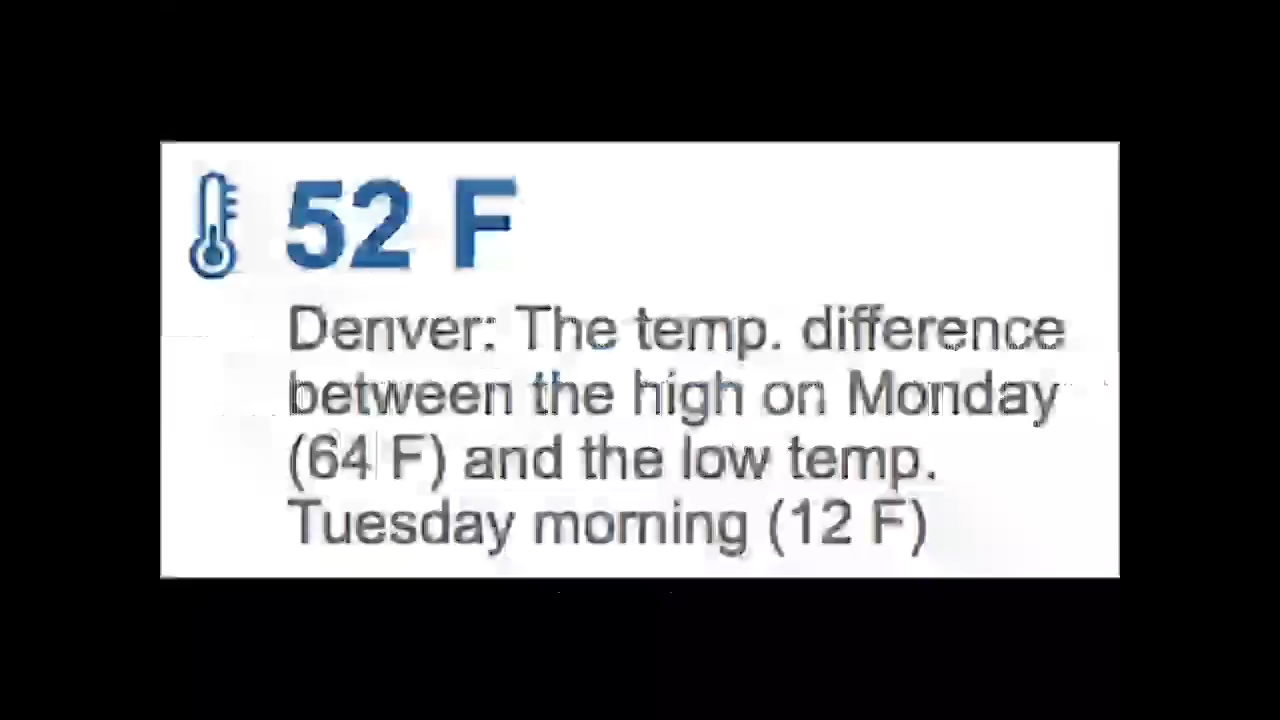 52 F
Denver: The temp. difference
between the high on Monday
(64 F) and the low temp.
Tuesday morning (12 F)